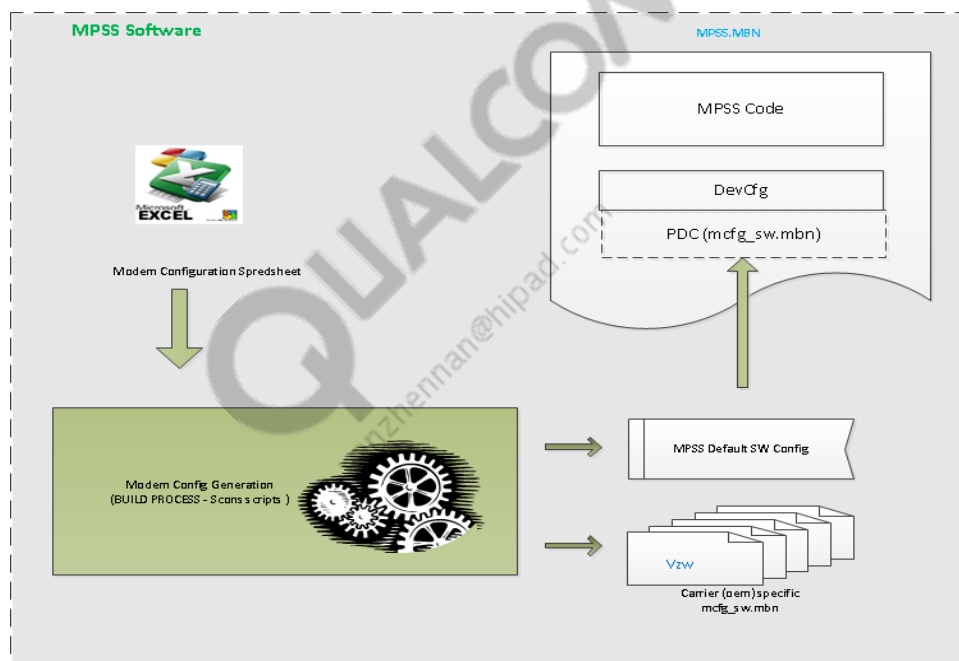 MPSS Software
MPSS.MBN
MPSS Code
DevCfg
PDC (mcfg_sw.mbn)
Microsoft
EXCEL
Modem Configuration Spredsheet
Modem Config Generation
(BUILD PROCESS - Scons scripts )
MPSS Default SW Config
Vzw
Carrier (oem) specific
mcfg_sw.mbn
QUALCOM
nzhennan@hipad.com